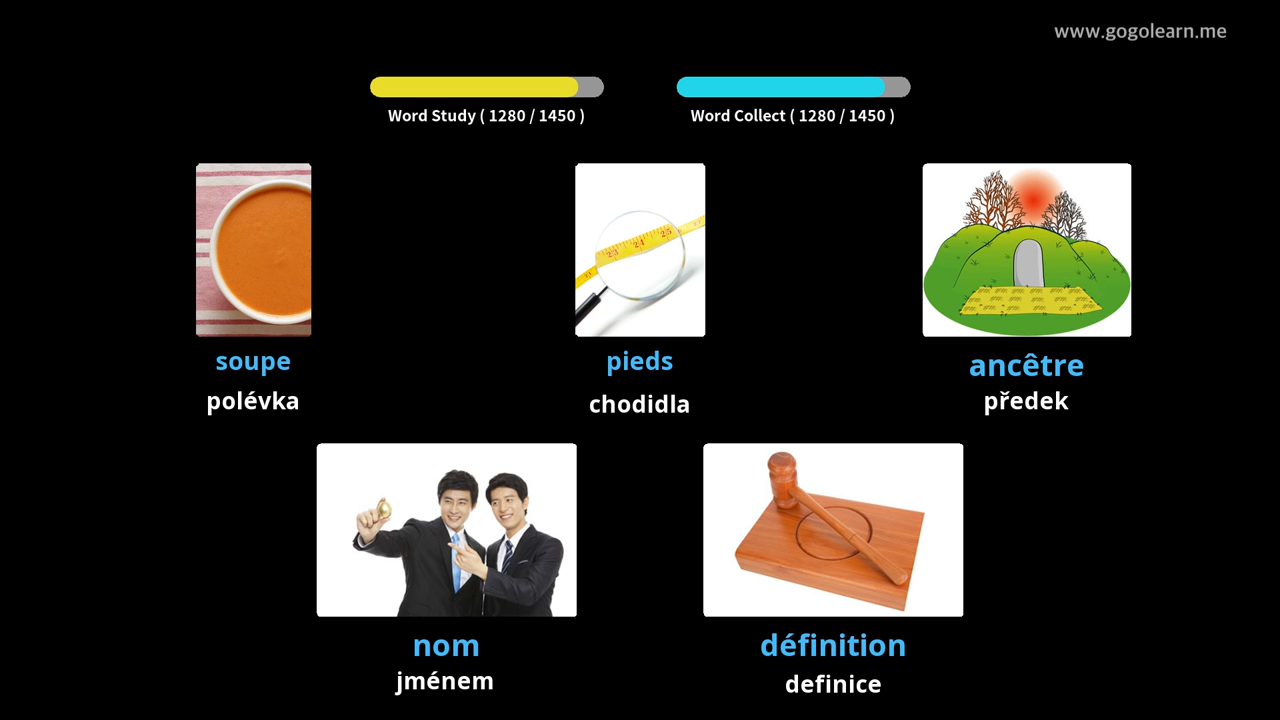 www.gogolearn.me
Word Study ( 1280 / 1450 )
Word Collect ( 1280 / 1450 )
soupe
polévka
pieds
chodidla
ancêtre
předek
nom
jménem
définition
definice